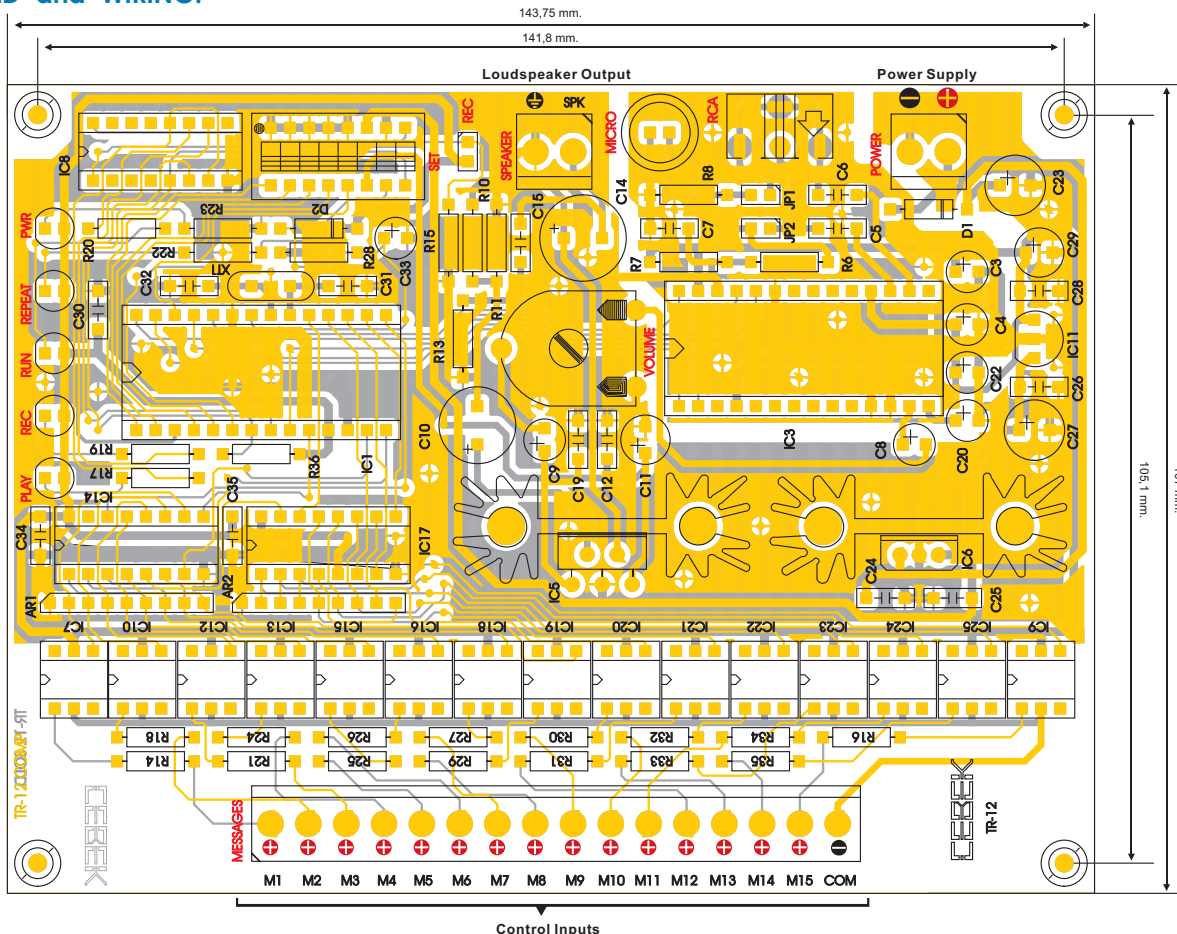 and WIRING.
143,75 mm.
141,8 mm.
Loudspeaker Output
Power Supply
SPK
REC
SPEAKER
MICRO
RCA
POWER
SET
IC8
PWR
R20
R23
R22
D2
R28
C33
R15
R10
C15
C14
R8
JP1
C6
C23
C7
JP2
C5
D1
C29
R7
R6
C3
C28
REPEAT
C32
XT1
C31
C30
R11
R13
VOLUME
C4
IC11
RUN
C22
C26
REC
C10
C9
C19
C12
C11
IC3
C8
C20
C27
R19
R17
R36
IC1
PLAY
IC14
C35
C34
IC17
AR1
AR2
IC5
IC6
C24
C25
105,1 mm.
IC7
IC10
IC12
IC13
IC15
IC16
IC18
IC19
IC20
IC21
IC22
IC23
IC24
IC25
IC9
R18
R24
R26
R27
R30
R32
R34
R16
R14
R21
R25
R29
R31
R33
R35
CEBEK
CEBEK
TR-12
MESSAGES
M1 M2 M3 M4 M5 M6 M7 M8 M9 M10 M11 M12 M13 M14 M15 COM
Control Inputs